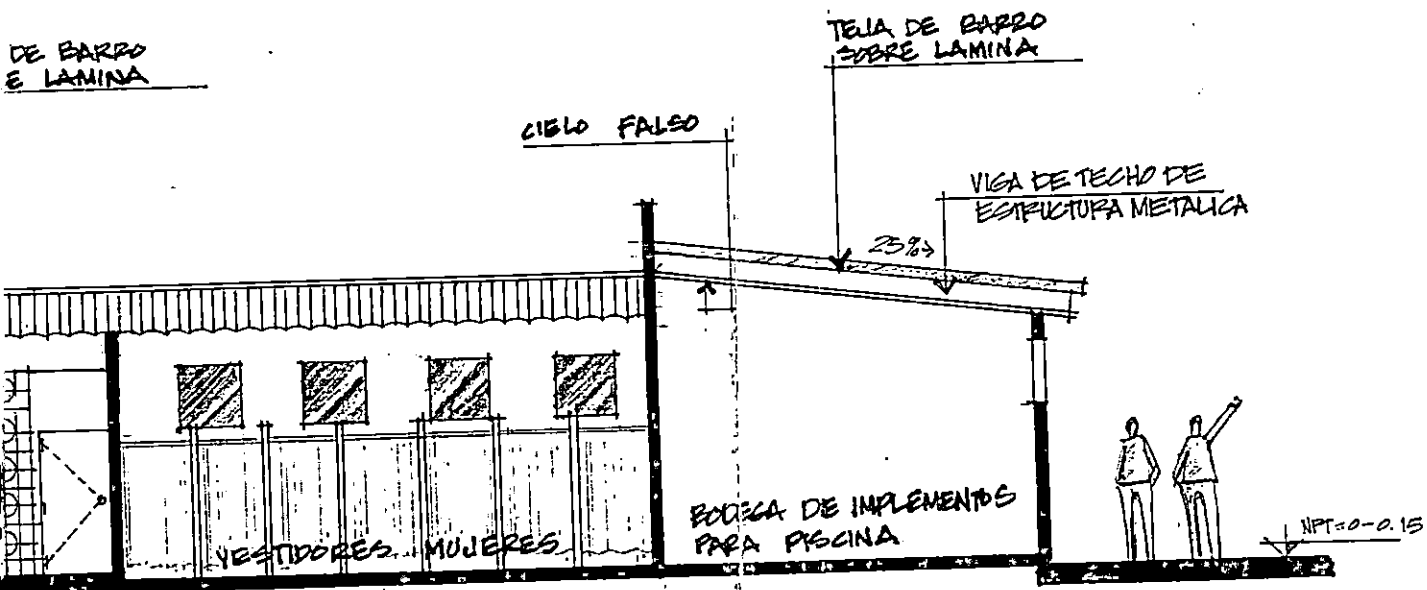 DE BARRO
E LAMINA
TEJA DE BARRO
SOBRE LAMINA
CIELO FALSO
VIGA DE TECHO DE
ESTRUCTURA METALICA
25%
VESTIDORES MUJERES
BODEGA DE IMPLEMENTOS
PARA PISCINA
NPT=0-0.15